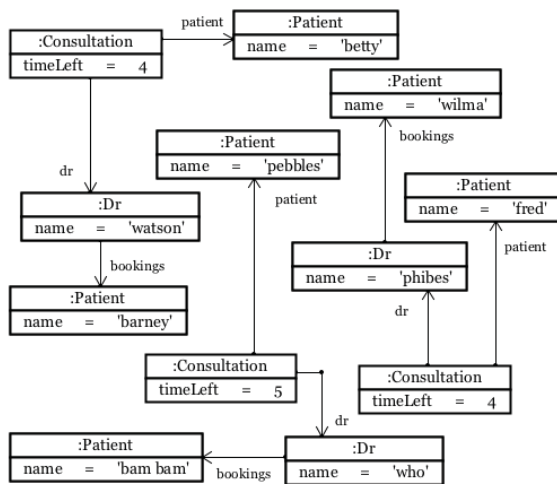 patient
:Patient
name = 'betty'
:Consultation
timeLeft = 4
:Patient
name = 'wilma'
bookings
:Patient
name = 'pebbles'
dr
patient
:Patient
name = 'fred'
patient
:Dr
name = 'watson'
bookings
:Dr
name = 'phibes'
:Patient
name = 'barney'
dr
:Consultation
timeLeft = 5
:Consultation
timeLeft = 4
dr
:Patient
name = 'bam bam'
bookings
:Dr
name = 'who'